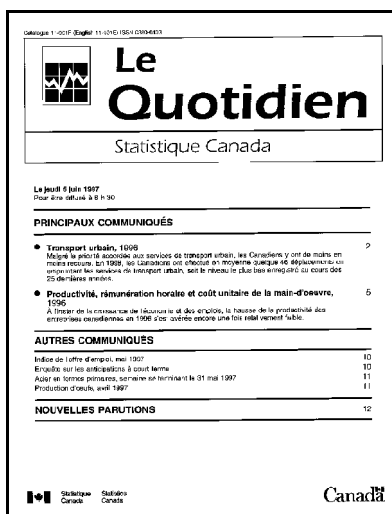 Catalogue 11-001F (English 11-001E) ISSN 0380-6433
Le
Quotidien
Statistique Canada
Le jeudi 5 juin 1997
Pour être diffusé à 8 h 30
PRINCIPAUX COMMUNIQUÉS
● Transport urbain, 1996 2
Malgré la priorité accordée aux services de transport urbain, les Canadiens y ont de moins en
moins recours. En 1996, les Canadiens ont effectué en moyenne quelque 46 déplacements en
empruntant les services de transport urbain, soit le niveau le plus bas enregistré au cours des
25 dernières années.
● Productivité, rémunération horaire et coût unitaire de la main-d'oeuvre, 5
1996
À l'instar de la croissance de l'économie et des emplois, la hausse de la productivité des
entreprises canadiennes en 1996 s'est avérée encore une fois relativement faible.
AUTRES COMMUNIQUÉS
Indice de l'offre d'emploi, mai 1997 10
Enquête sur les anticipations à court terme 10
Acier en formes primaires, semaine se terminant le 31 mai 1997 11
Production d'oeufs, avril 1997 11
NOUVELLES PARUTIONS 12
Statistique Statistics
Canada Canada
Canada